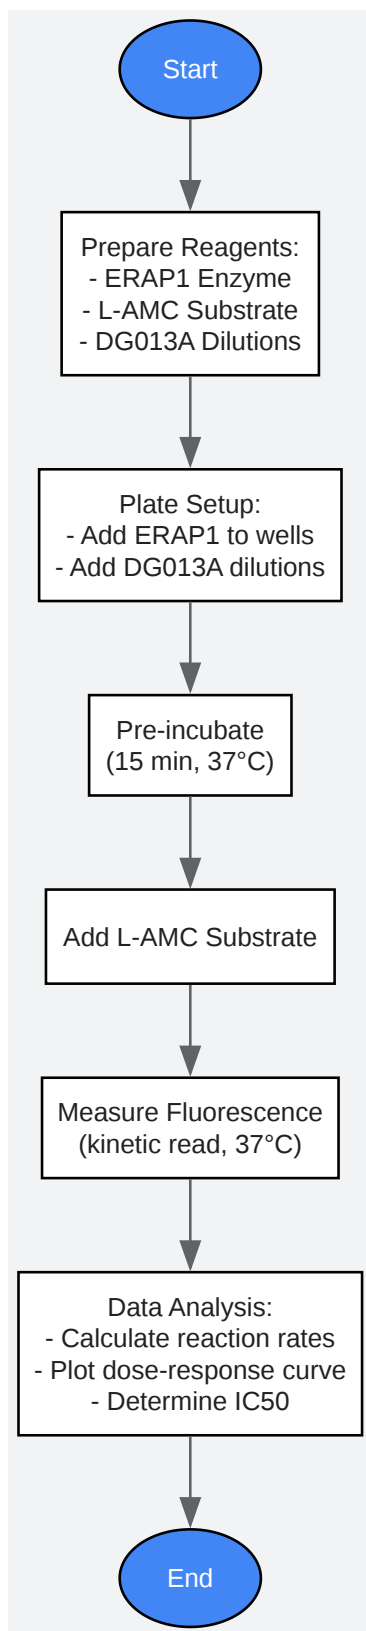 Start
Prepare Reagents:
- ERAP1 Enzyme
- L-AMC Substrate
- DG013A Dilutions
Plate Setup:
- Add ERAP1 to wells
- Add DG013A dilutions
Pre-incubate
(15 min, 37°C)
Add L-AMC Substrate
Measure Fluorescence
(kinetic read, 37°C)
Data Analysis:
- Calculate reaction rates
- Plot dose-response curve
- Determine IC50
End